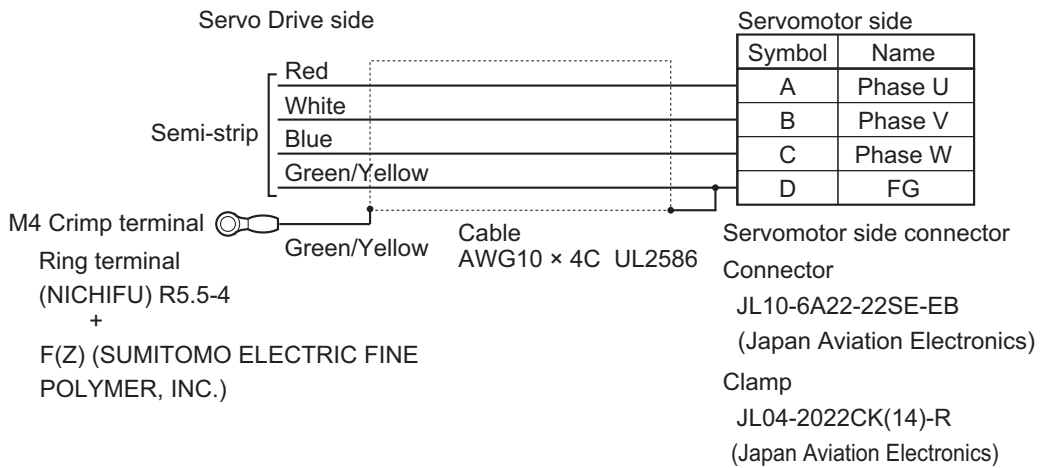 Servo Drive side
Servomotor side
Symbol Name
Red
A Phase U
White
B Phase V
Semi-strip
Blue
C Phase W
Green/Yellow
D FG
M4 Crimp terminal
Green/Yellow
Ring terminal
(NICHIFU) R5.5-4
+
F(Z) (SUMITOMO ELECTRIC FINE
POLYMER, INC.)
Cable
AWG10 × 4C UL2586
Servomotor side connector
Connector
JL10-6A22-22SE-EB
(Japan Aviation Electronics)
Clamp
JL04-2022CK(14)-R
(Japan Aviation Electronics)